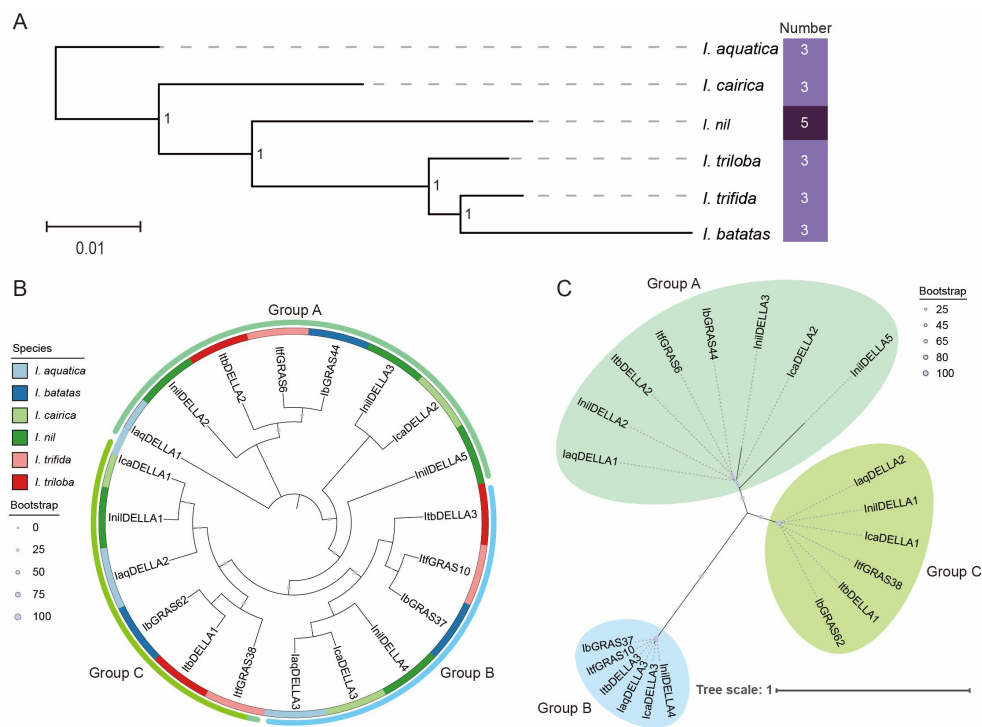 A
Number
I. aquatica 3
I. cairica 3
I. nil 5
I. triloba 3
I. trifida 3
I. batatas 3
1
1
1
1
0.01
B
Group A
Species
I. aquatica
I. batatas
I. cairica
I. nil
I. trifida
I. triloba
Bootstrap
0
25
50
75
100
IaqDELLA1
InilDELLA2
ItbDELLA2
ItfGRAS6
IbGRAS44
InilDELLA3
IcaDELLA2
InilDELLA5
ItbDELLA3
ItfGRAS10
IbGRAS37
InilDELLA4
IcaDELLA3
IaqDELLA3
ItfGRAS38
ItbDELLA1
IbGRAS62
IaqDELLA2
InilDELLA1
IcaDELLA1
Group C
Group B
C
Group A
Bootstrap
25
45
65
80
100
IaqDELLA1
InilDELLA2
ItbDELLA2
ItfGRAS6
IbGRAS44
InilDELLA3
IcaDELLA2
InilDELLA5
IaqDELLA2
InilDELLA1
IcaDELLA1
ItfGRAS38
ItbDELLA1
IbGRAS62
Group C
IbGRAS37
ItfGRAS10
ItbDELLA3
IaqDELLA3
IcaDELLA3
InilDELLA4
Group B
Tree scale: 1